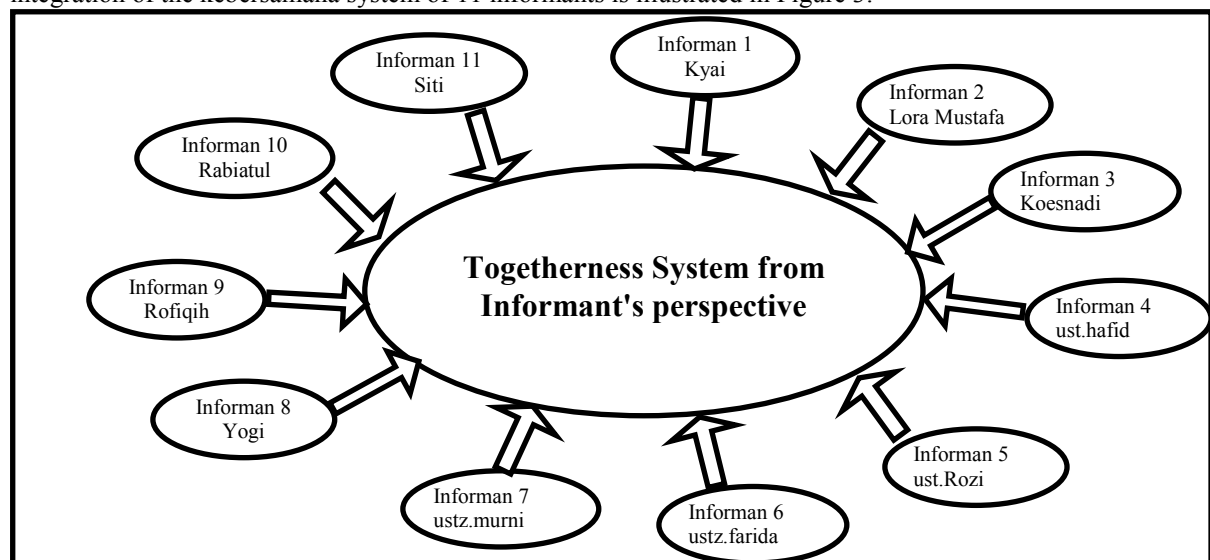 integration of the kebersamana system of 11 informants is illustrated in Figure 3.
Informan 1
Kyai
Informan 2
Lora Mustafa
Informan 3
Koesnadi
Informan 4
ust.hafid
Informan 5
ust.Rozi
Informan 6
ustz.farida
Informan 7
ustz.murni
Informan 8
Yogi
Informan 9
Rofiqih
Informan 10
Rabiatul
Informan 11
Siti
Togetherness System from
Informant's perspective